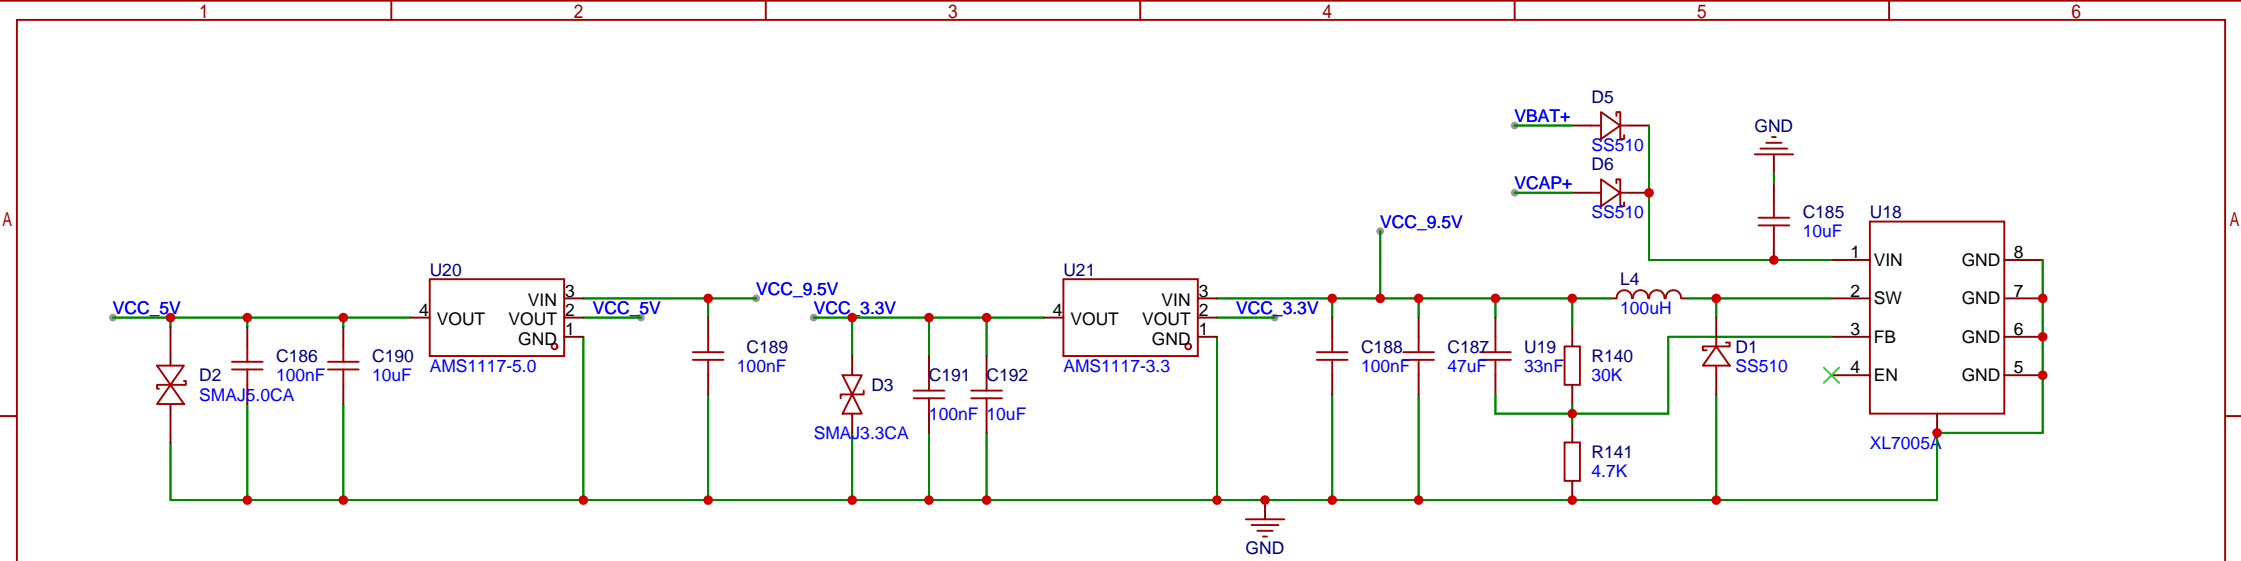 1 2 3 4 5 6
A A
D5
VBAT+
SS510
D6
VCAP+
SS510
GND
C185
10uF
VCC_9.5V
U18
1 VIN GND 8
2 SW GND 7
3 FB GND 6
4 EN GND 5
XL7005A
L4
100uH
D1
SS510
U20
VIN 3
4 VOUT VOUT 2
GND 1
AMS1117-5.0
VCC_5V
VCC_5V
VCC_9.5V
D2
SMAJ5.0CA
C186
100nF
C190
10uF
C189
100nF
U21
VIN 3
4 VOUT VOUT 2
GND 1
AMS1117-3.3
VCC_3.3V
VCC_3.3V
D3
SMAJ3.3CA
C191
100nF
C192
10uF
C188
100nF
C187
47uF
U19
33nF
R140
30K
R141
4.7K
GND